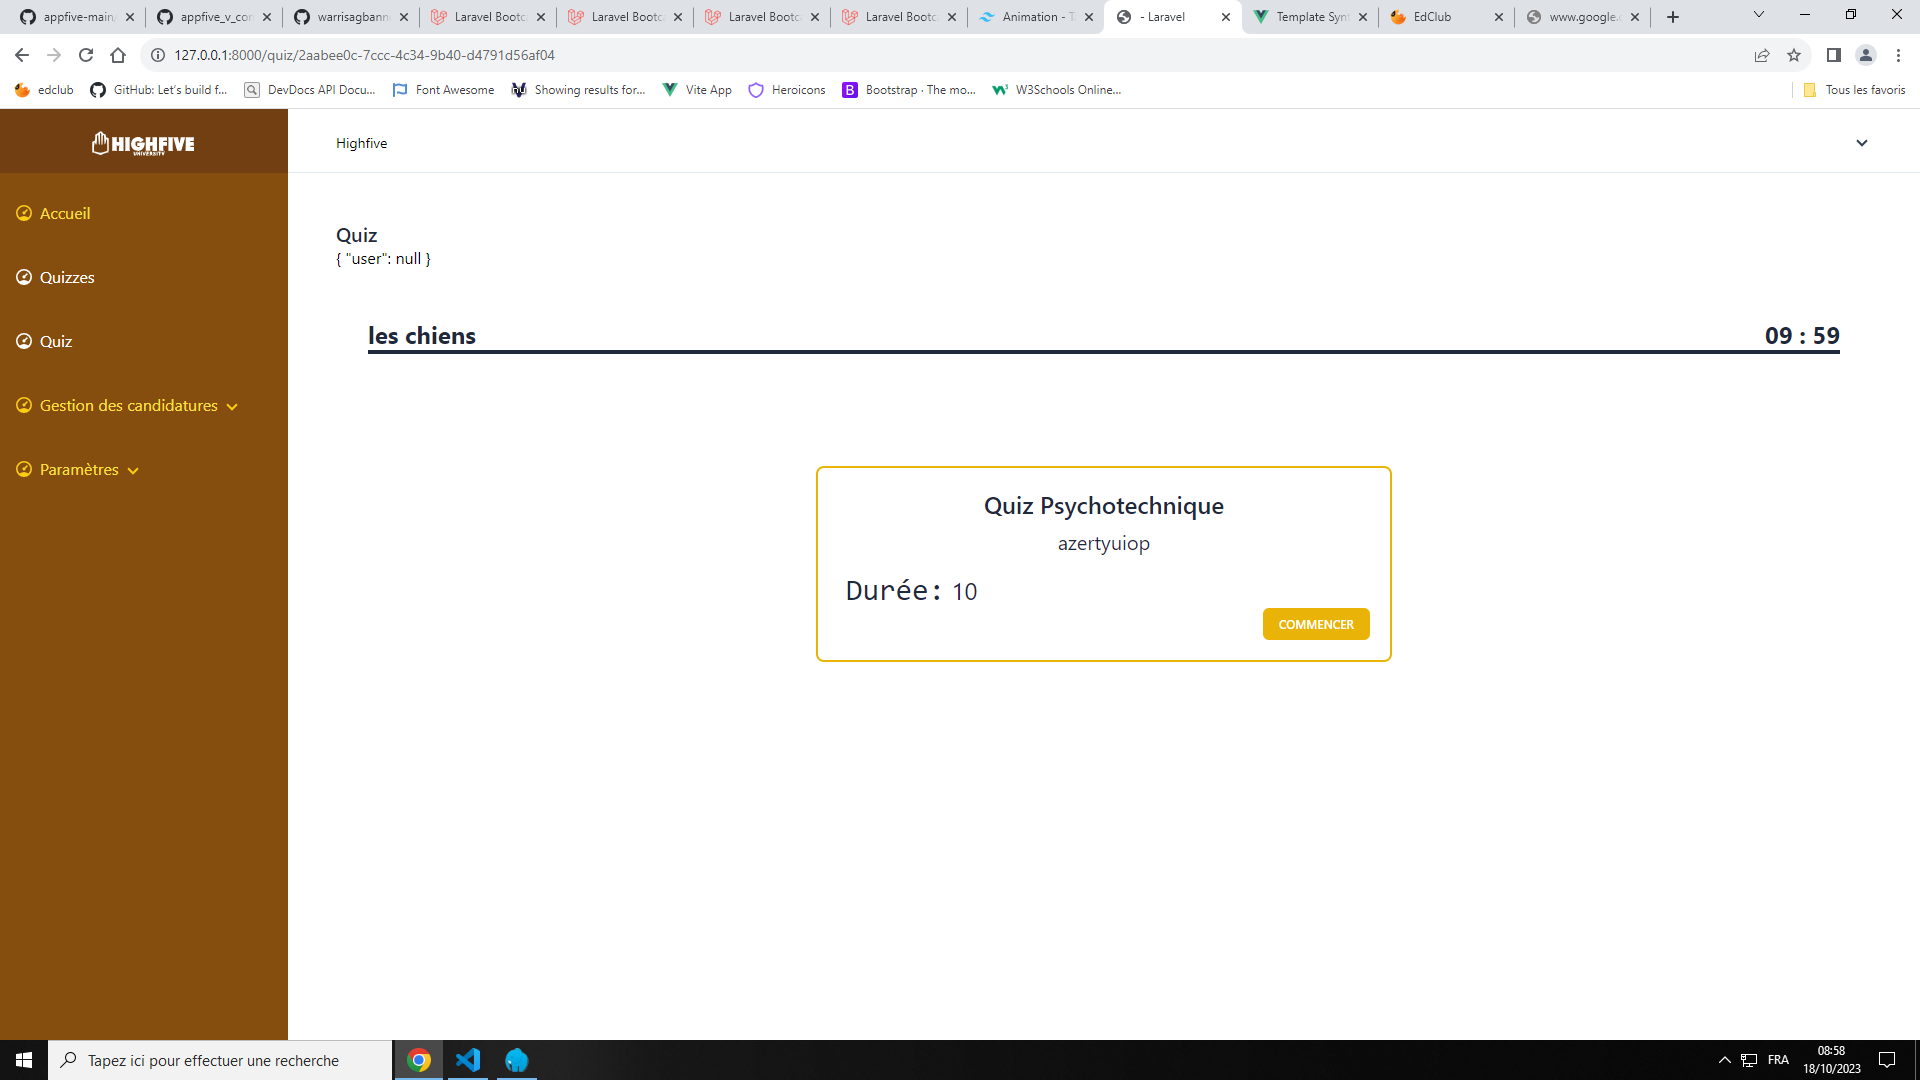 appfive-main
appfive_v_con
warrisagbann
Laravel Bootc
Laravel Bootc
Laravel Bootc
Laravel Bootc
Animation - T
- Laravel
Template Synt
EdClub
www.google.c
127.0.0.1:8000/quiz/2aabee0c-7ccc-4c34-9b40-d4791d56af04
edclub
GitHub: Let's build f...
DevDocs API Docu...
Font Awesome
Showing results for...
Vite App
Heroicons
Bootstrap · The mo...
W3Schools Online...
Tous les favoris
HIGHFIVE
UNIVERSITY
Highfive
Accueil
Quizzes
Quiz
Gestion des candidatures
Paramètres
Quiz
{ "user": null }
les chiens
09 : 59
Quiz Psychotechnique
azertyuiop
Durée: 10
COMMENCER
Tapez ici pour effectuer une recherche
FRA
08:58
18/10/2023